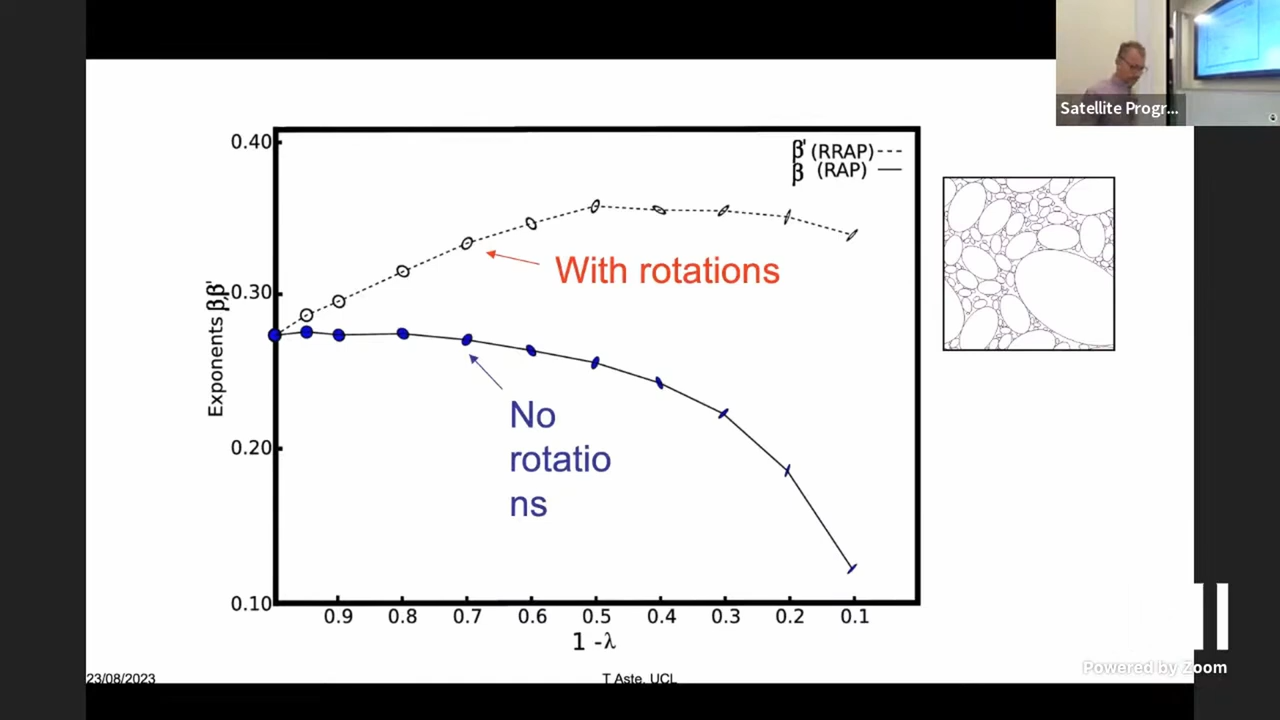 Satellite Progr...
0.40
0.30
0.20
0.10
Exponents β,β'
β' (RRAP)
β (RAP)
With rotations
No
rotatio
ns
0.9 0.8 0.7 0.6 0.5 0.4 0.3 0.2 0.1
1 -λ
23/08/2023
T Aste, UCL
Powered by Zoom